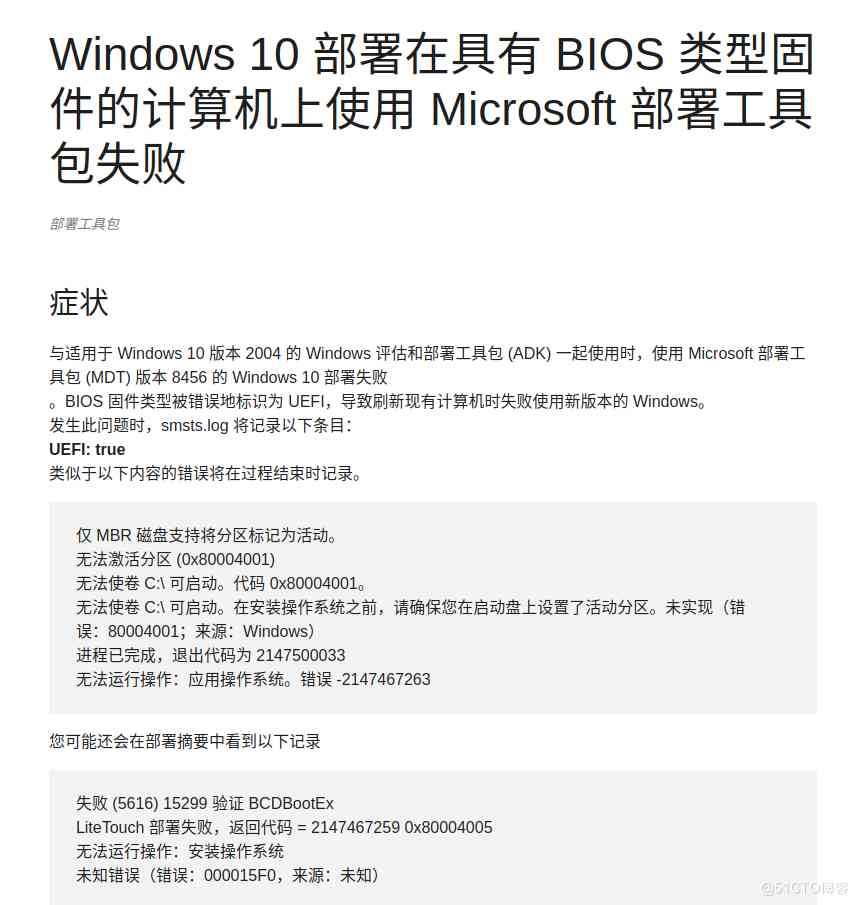 Windows 10 部署在具有 BIOS 类型固
件的计算机上使用 Microsoft 部署工具
包失败
部署工具包
症状
与适用于 Windows 10 版本 2004 的 Windows 评估和部署工具包 (ADK) 一起使用时，使用 Microsoft 部署工
具包 (MDT) 版本 8456 的 Windows 10 部署失败
。BIOS 固件类型被错误地标识为 UEFI，导致刷新现有计算机时失败使用新版本的 Windows。
发生此问题时，smsts.log 将记录以下条目：
UEFI: true
类似于以下内容的错误将在过程结束时记录。
仅 MBR 磁盘支持将分区标记为活动。
无法激活分区 (0x80004001)
无法使卷 C:\ 可启动。代码 0x80004001。
无法使卷 C:\ 可启动。在安装操作系统之前，请确保您在启动盘上设置了活动分区。未实现（错
误：80004001；来源：Windows）
进程已完成，退出代码为 2147500033
无法运行操作：应用操作系统。错误 -2147467263
您可能还会在部署摘要中看到以下记录
失败 (5616) 15299 验证 BCDBootEx
LiteTouch 部署失败，返回代码 = 2147467259 0x80004005
无法运行操作：安装操作系统
未知错误（错误：000015F0，来源：未知）
@51CTO博客